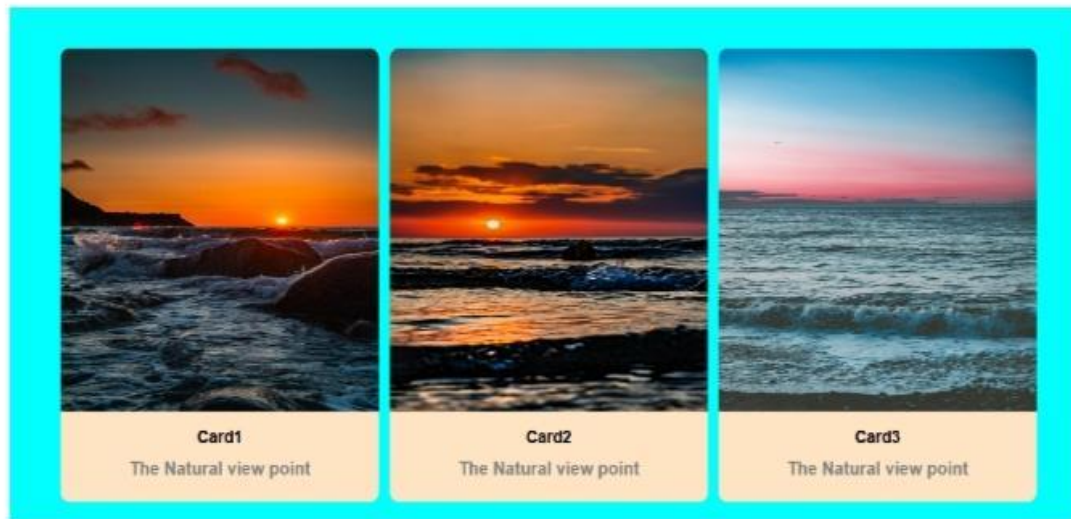 Card1
The Natural view point
Card2
The Natural view point
Card3
The Natural view point